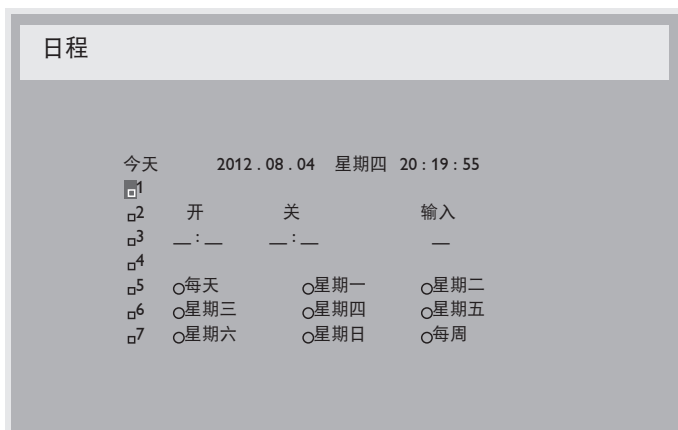 日程
今天 2012 . 08 . 04 星期四 20 : 19 : 55
1
2 开 关 输入
3 __ : __ __ : __ __
4
5 每天 星期一 星期二
6 星期三 星期四 星期五
7 星期六 星期日 每周